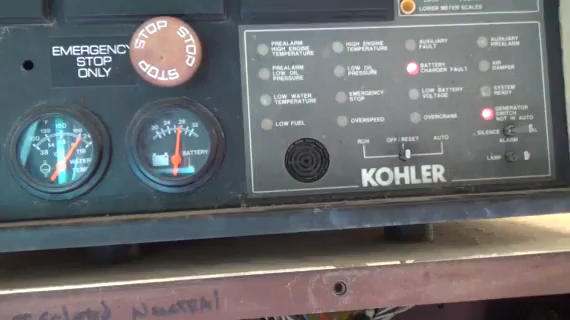 LOWER METER SCALES
EMERGENCY
STOP
ONLY
STOP STOP STOP
PREALARM
HIGH ENGINE
TEMPERATURE
HIGH ENGINE
TEMPERATURE
AUXILIARY
FAULT
AUXILIARY
PREALARM
PREALARM
LOW OIL
PRESSURE
LOW OIL
PRESSURE
BATTERY
CHARGER FAULT
AIR
DAMPER
LOW WATER
TEMPERATURE
EMERGENCY
STOP
LOW BATTERY
VOLTAGE
SYSTEM
READY
LOW FUEL
OVERSPEED
OVERCRANK
GENERATOR
SWITCH
NOT IN AUTO
RUN
OFF/RESET
AUTO
SILENCE
ALARM
LAMP
KOHLER
WATER
TEMP
BATTERY
NEUTRAL